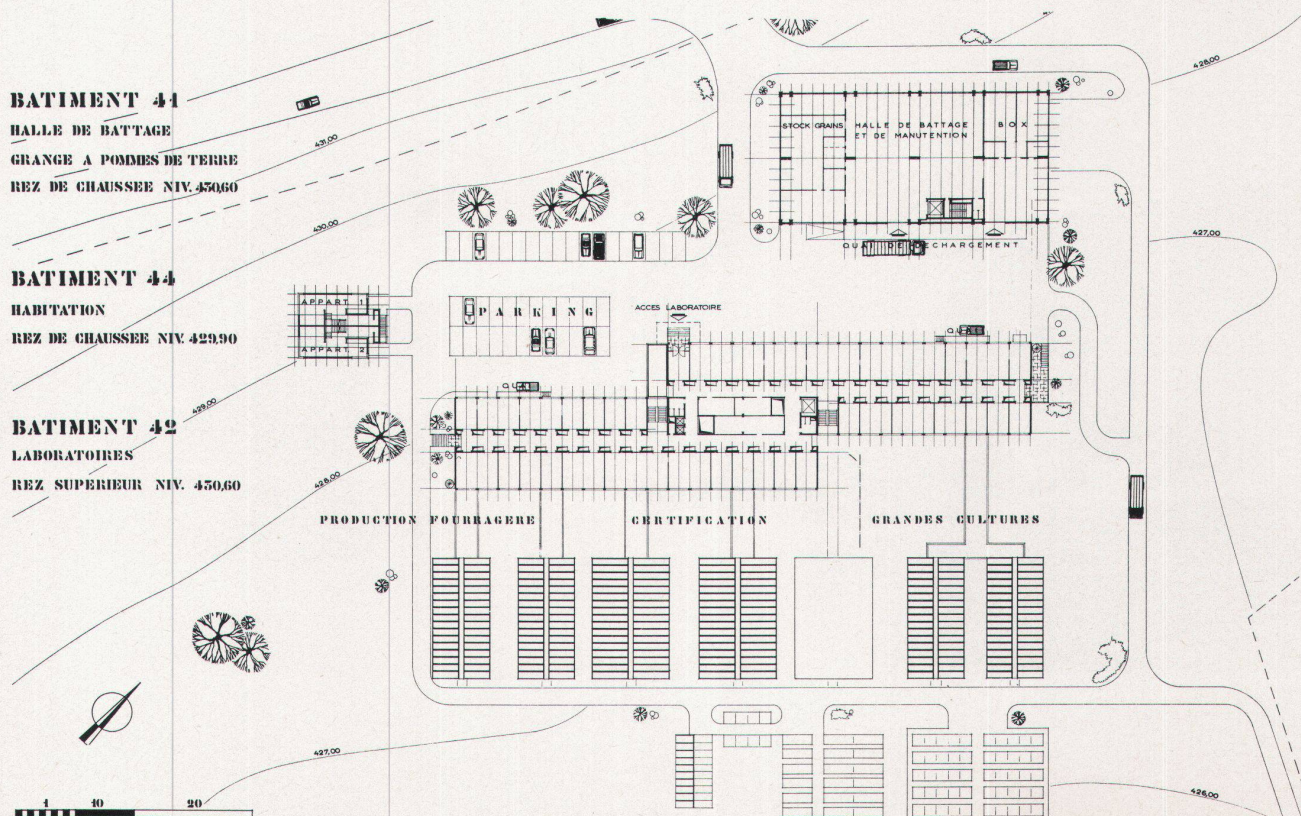 BATIMENT 41
HALLE DE BATTAGE
GRANGE A POMMES DE TERRE
REZ DE CHAUSSEE NIV. 430,60
BATIMENT 44
HABITATION
REZ DE CHAUSSEE NIV. 429,90
BATIMENT 42
LABORATOIRES
REZ SUPERIEUR NIV. 430,60
431,00
430,00
429,00
428,00
427,00
428,00
427,00
426,00
STOCK GRAINS
HALLE DE BATTAGE
ET DE MANUTENTION
BOX
QUAI DE DECHARGEMENT
APPART 1
APPART 2
PARKING
ACCES LABORATOIRE
QUAI
QUAI
PRODUCTION FOURRAGERE
CERTIFICATION
GRANDES CULTURES
1 10 20